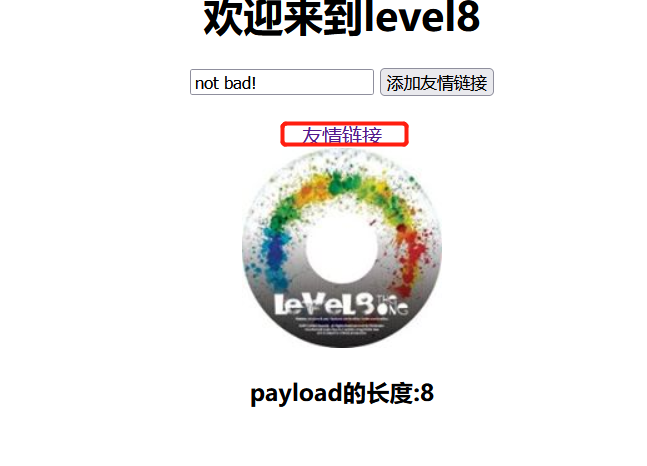 欢迎来到level8
not bad!
添加友情链接
友情链接
LeVeL8 THE SONG
payload的长度:8